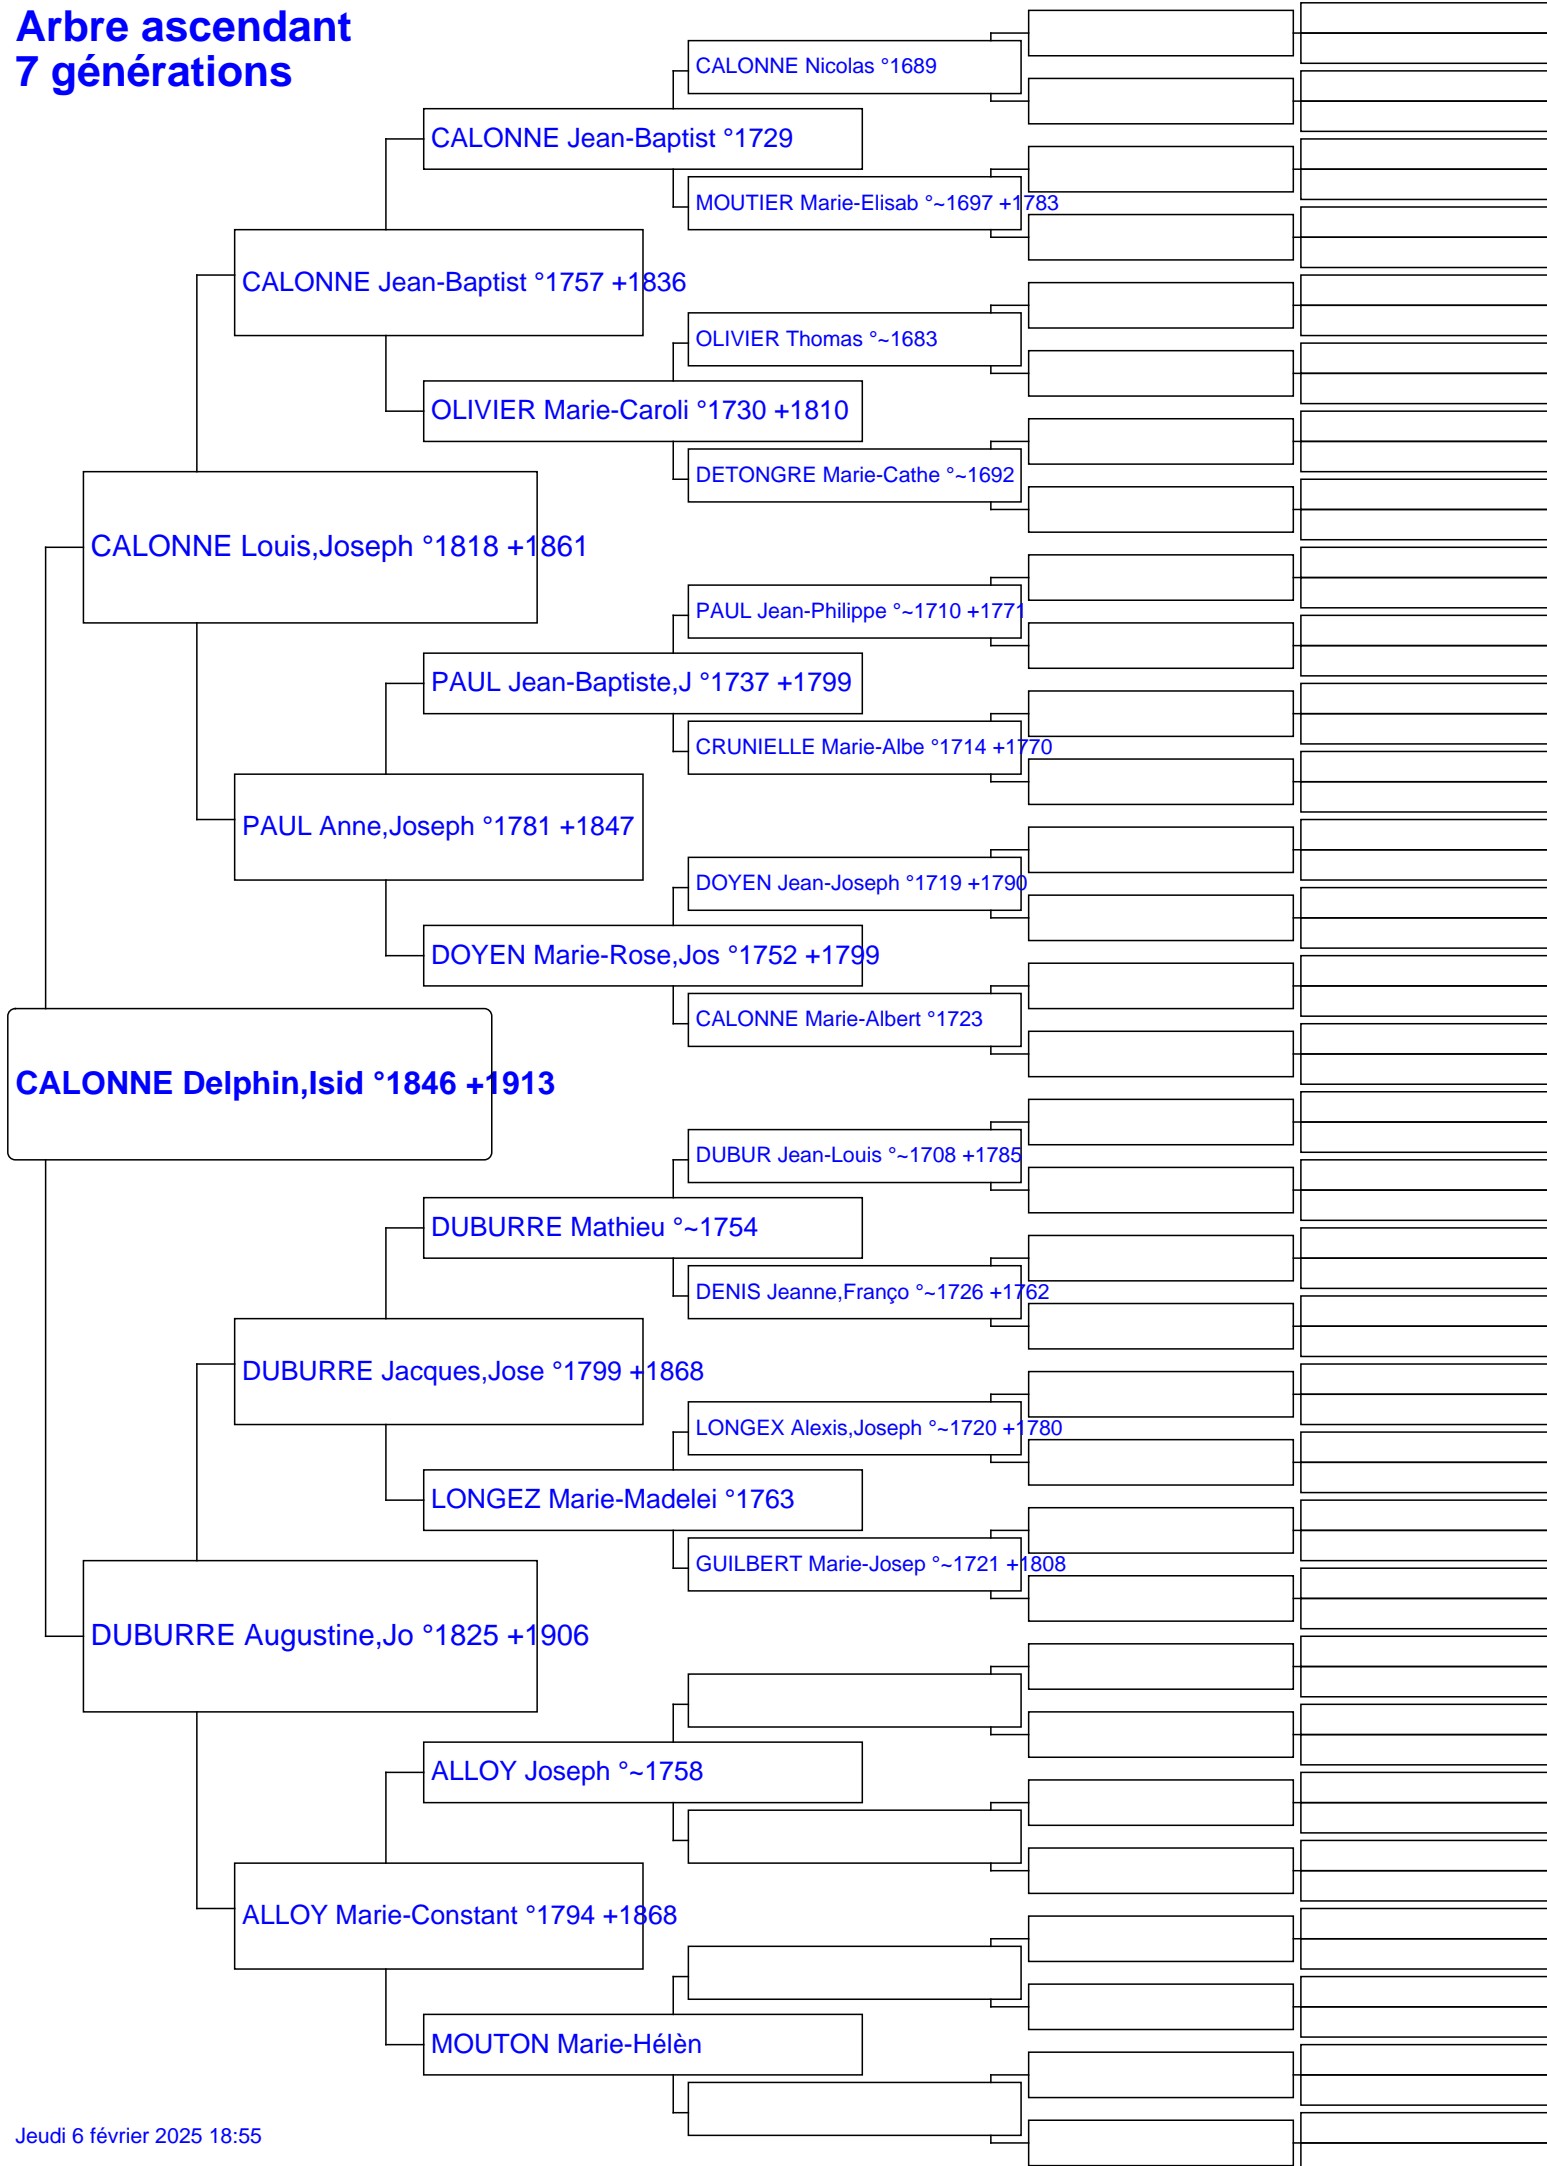 Arbre ascendant
7 générations
CALONNE Nicolas °1689
CALONNE Jean-Baptist °1729
MOUTIER Marie-Elisab °~1697 +1783
CALONNE Jean-Baptist °1757 +1836
OLIVIER Thomas °~1683
OLIVIER Marie-Caroli °1730 +1810
DETONGRE Marie-Cathe °~1692
CALONNE Louis,Joseph °1818 +1861
PAUL Jean-Philippe °~1710 +1771
PAUL Jean-Baptiste,J °1737 +1799
CRUNIELLE Marie-Albe °1714 +1770
PAUL Anne,Joseph °1781 +1847
DOYEN Jean-Joseph °1719 +1790
DOYEN Marie-Rose,Jos °1752 +1799
CALONNE Marie-Albert °1723
CALONNE Delphin,Isid °1846 +1913
DUBUR Jean-Louis °~1708 +1785
DUBURRE Mathieu °~1754
DENIS Jeanne,Franço °~1726 +1762
DUBURRE Jacques,Jose °1799 +1868
LONGEX Alexis,Joseph °~1720 +1780
LONGEZ Marie-Madelei °1763
GUILBERT Marie-Josep °~1721 +1808
DUBURRE Augustine,Jo °1825 +1906
ALLOY Joseph °~1758
ALLOY Marie-Constant °1794 +1868
MOUTON Marie-Hélèn
Jeudi 6 février 2025 18:55